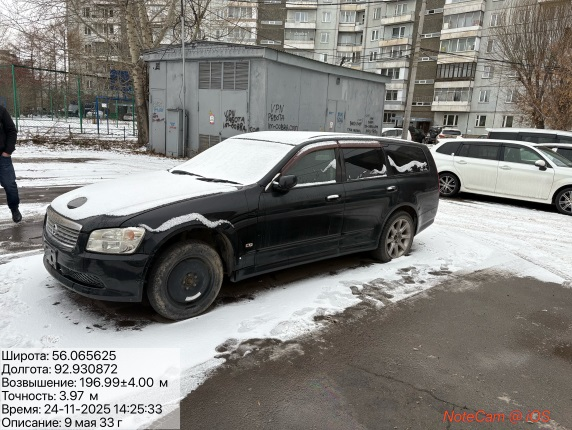 Широта: 56.065625
Долгота: 92.930872
Возвышение: 196.99±4.00 м
Точность: 3.97 м
Время: 24-11-2025 14:25:33
Описание: 9 мая 33 г
NoteCam @ iOS